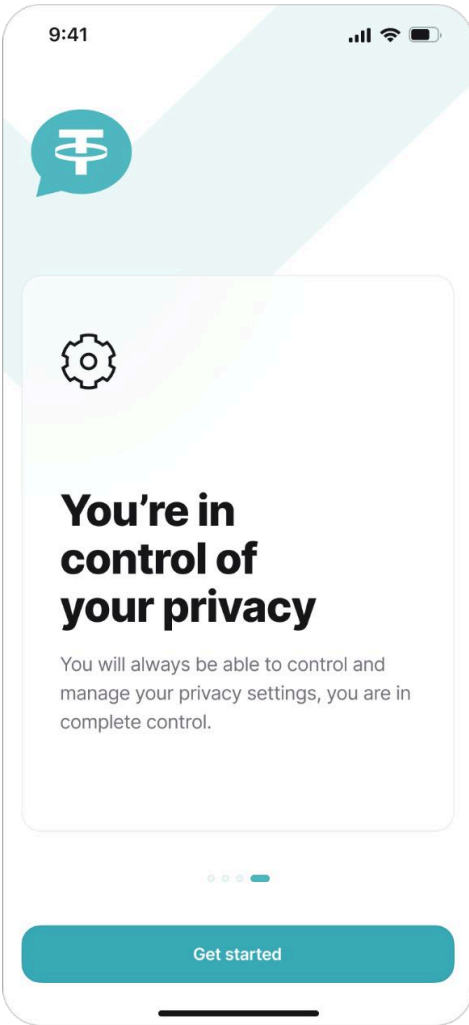 9:41
You’re in
control of
your privacy
You will always be able to control and
manage your privacy settings, you are in
complete control.
Get started